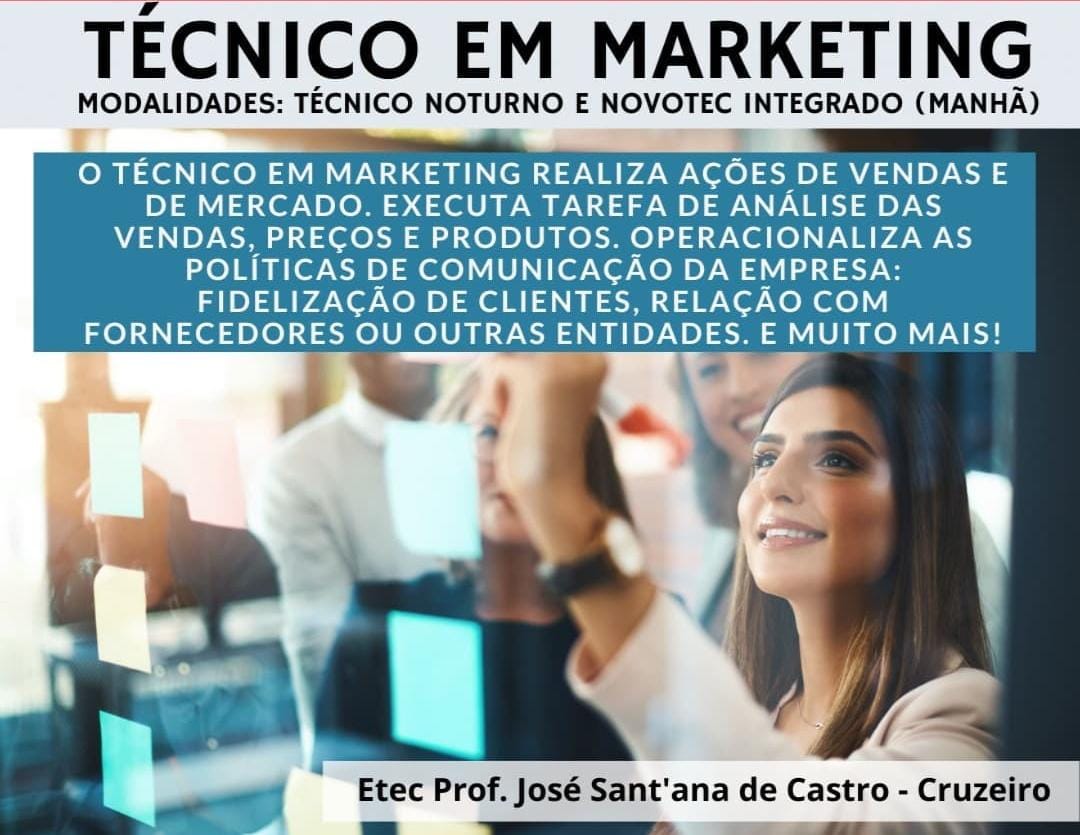 TÉCNICO EM MARKETING
MODALIDADES: TÉCNICO NOTURNO E NOVOTEC INTEGRADO (MANHÃ)
O TÉCNICO EM MARKETING REALIZA AÇÕES DE VENDAS E
DE MERCADO. EXECUTA TAREFA DE ANÁLISE DAS
VENDAS, PREÇOS E PRODUTOS. OPERACIONALIZA AS
POLÍTICAS DE COMUNICAÇÃO DA EMPRESA:
FIDELIZAÇÃO DE CLIENTES, RELAÇÃO COM
FORNECEDORES OU OUTRAS ENTIDADES. E MUITO MAIS!
Etec Prof. José Sant'ana de Castro - Cruzeiro